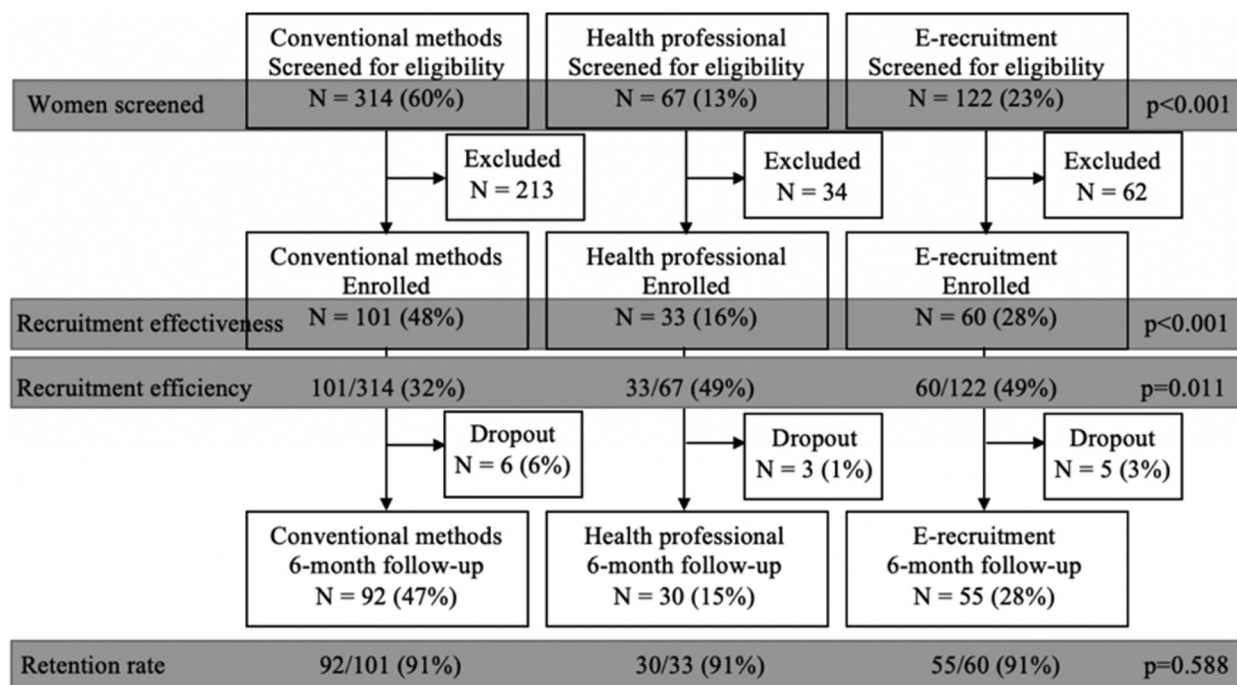 Conventional methods
Screened for eligibility
Health professional
Screened for eligibility
E-recruitment
Screened for eligibility
Women screened
N = 314 (60%)
N = 67 (13%)
N = 122 (23%)
p<0.001
Excluded
N = 213
Excluded
N = 34
Excluded
N = 62
Conventional methods
Enrolled
Health professional
Enrolled
E-recruitment
Enrolled
Recruitment effectiveness
N = 101 (48%)
N = 33 (16%)
N = 60 (28%)
p<0.001
Recruitment efficiency
101/314 (32%)
33/67 (49%)
60/122 (49%)
p=0.011
Dropout
N = 6 (6%)
Dropout
N = 3 (1%)
Dropout
N = 5 (3%)
Conventional methods
6-month follow-up
N = 92 (47%)
Health professional
6-month follow-up
N = 30 (15%)
E-recruitment
6-month follow-up
N = 55 (28%)
Retention rate
92/101 (91%)
30/33 (91%)
55/60 (91%)
p=0.588